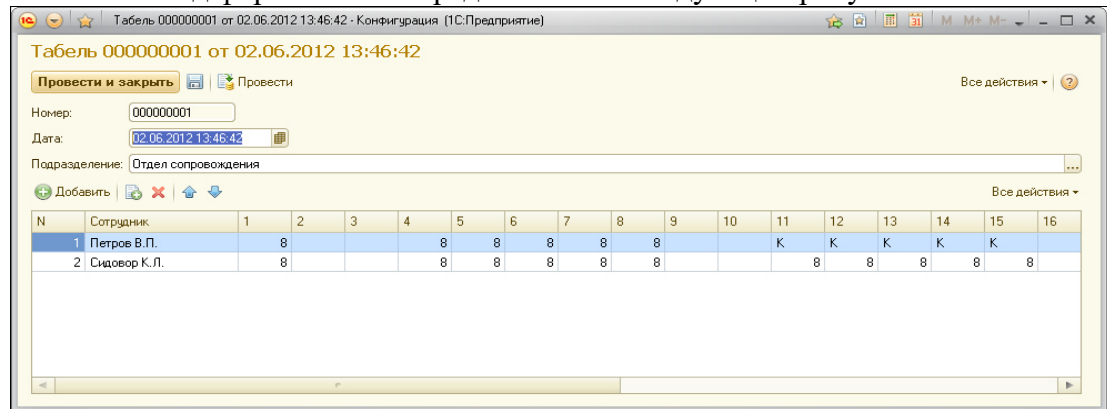 Табель 000000001 от 02.06.2012 13:46:42 - Конфигурация (1С:Предприятие)
M M+ M-
Табель 000000001 от 02.06.2012 13:46:42
Провести и закрыть Провести Все действия
Номер: 000000001
Дата: 02.06.2012 13:46:42
Подразделение: Отдел сопровождения ...
Добавить Все действия
N Сотрудник 1 2 3 4 5 6 7 8 9 10 11 12 13 14 15 16
1 Петров В.П. 8 8 8 8 8 8 К К К К К
2 Сидовор К.Л. 8 8 8 8 8 8 8 8 8 8 8